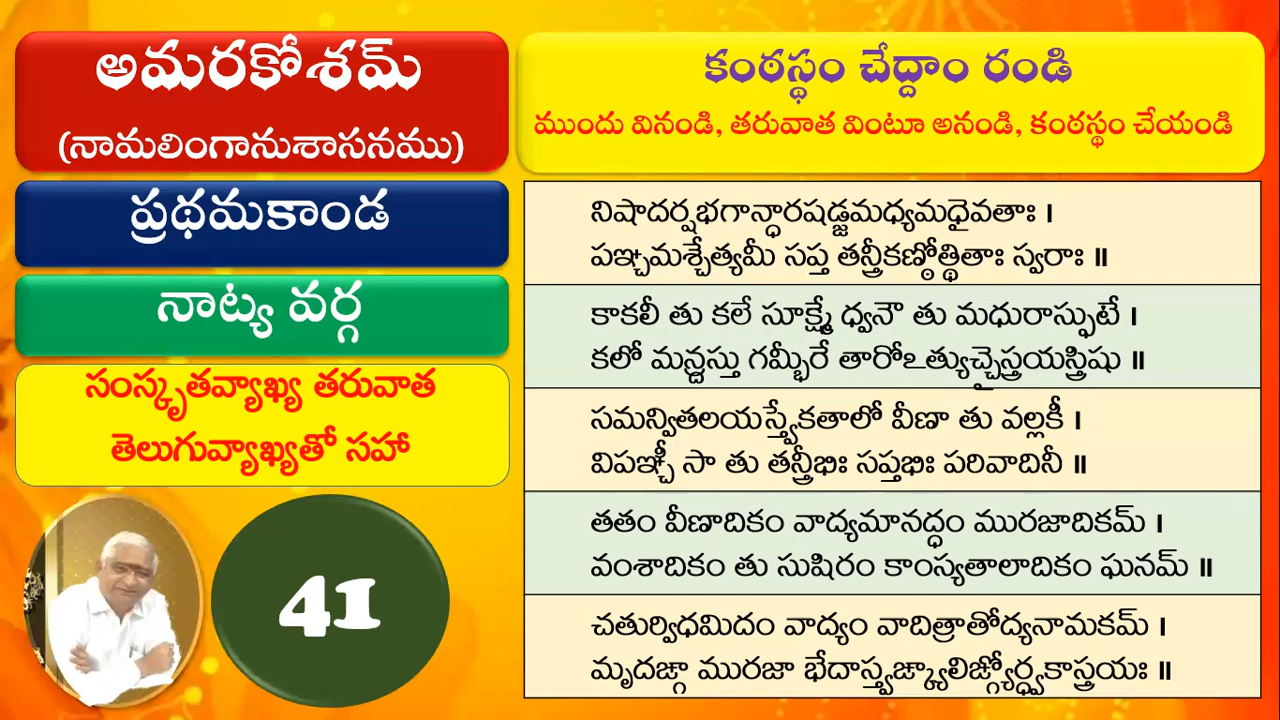 అమరకోశమ్
(నామలింగానుశాసనము)
ప్రథమకాండ
నాట్య వర్గ
సంస్కృతవ్యాఖ్య తరువాత
తెలుగువ్యాఖ్యతో సహా
41
కంఠస్థం చేద్దాం రండి
ముందు వినండి, తరువాత వింటూ అనండి, కంఠస్థం చేయండి
నిషాదర్షభగాన్ధారషడ్జమధ్యమధైవతాః ।
పఞ్చమశ్చేత్యమీ సప్త తన్త్రీకణ్ఠోత్థితాః స్వరాః ॥
కాకలీ తు కలే సూక్ష్మే ధ్వనౌ తు మధురాస్ఫుటే ।
కలో మన్ద్రస్తు గమ్భీరే తారోఽత్యుచ్చైస్త్రయస్త్రిషు ॥
సమన్వితలయస్త్వేకతాలో వీణా తు వల్లకీ ।
విపఞ్చీ సా తు తన్త్రీభిః సప్తభిః పరివాదినీ ॥
తతం వీణాదికం వాద్యమానద్ధం మురజాదికమ్ ।
వంశాదికం తు సుషిరం కాంస్యతాలాదికం ఘనమ్ ॥
చతుర్విధమిదం వాద్యం వాదిత్రాతోద్యనామకమ్ ।
మృదఙ్గా మురజా భేదాస్త్వఙ్క్యాలిఙ్గ్యోర్ధ్వకాస్త్రయః ॥